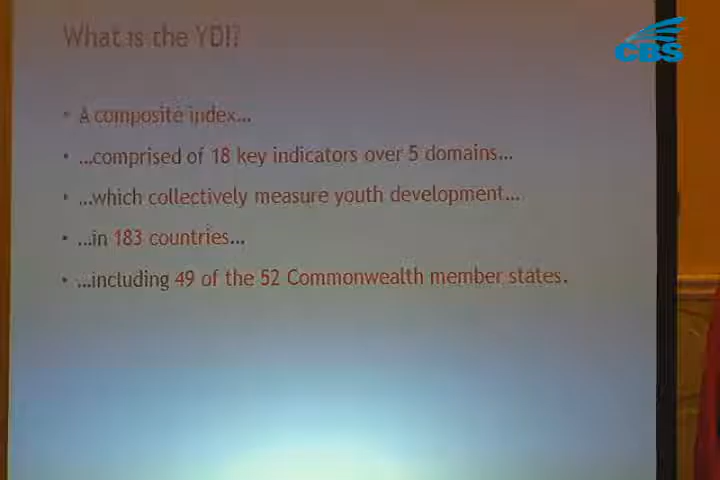 What is the YDI?
CBS
• A composite index...
• ...comprised of 18 key indicators over 5 domains...
• ...which collectively measure youth development...
• ...in 183 countries...
• ...including 49 of the 52 Commonwealth member states.